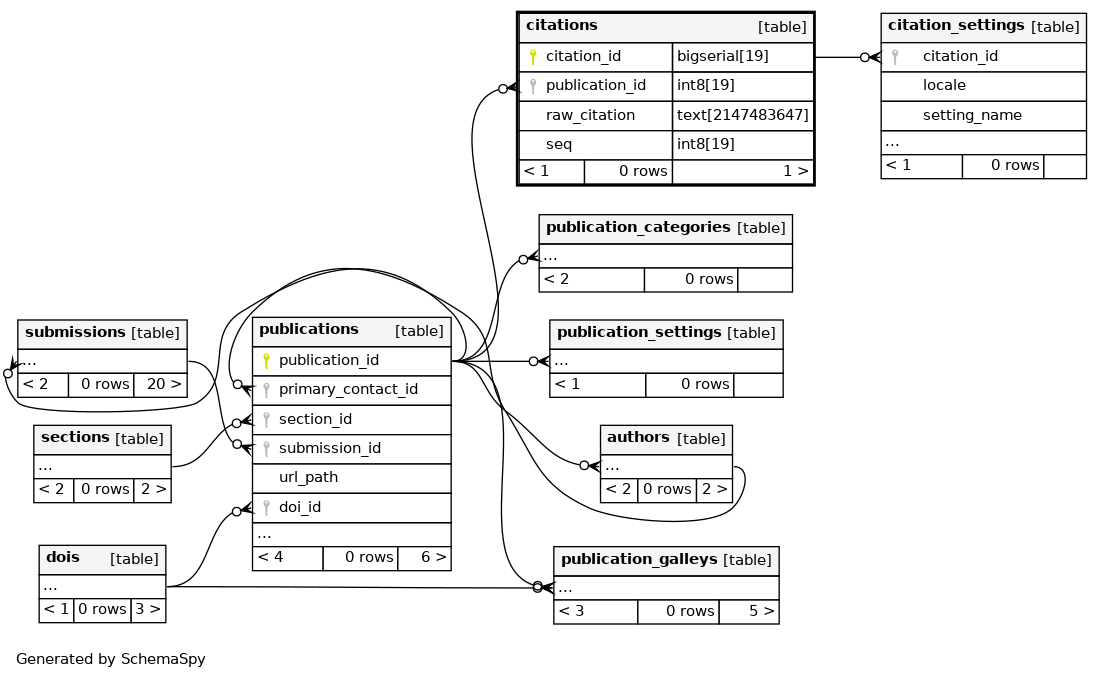 citations [table]
citation_id bigserial[19]
publication_id int8[19]
raw_citation text[2147483647]
seq int8[19]
< 1 0 rows 1 >
citation_settings [table]
citation_id
locale
setting_name
...
< 1 0 rows
publication_categories [table]
...
< 2 0 rows
submissions [table]
...
< 2 0 rows 20 >
publications [table]
publication_id
primary_contact_id
section_id
submission_id
url_path
doi_id
...
< 4 0 rows 6 >
publication_settings [table]
...
< 1 0 rows
sections [table]
...
< 2 0 rows 2 >
authors [table]
...
< 2 0 rows 2 >
dois [table]
...
< 1 0 rows 3 >
publication_galleys [table]
...
< 3 0 rows 5 >
Generated by SchemaSpy